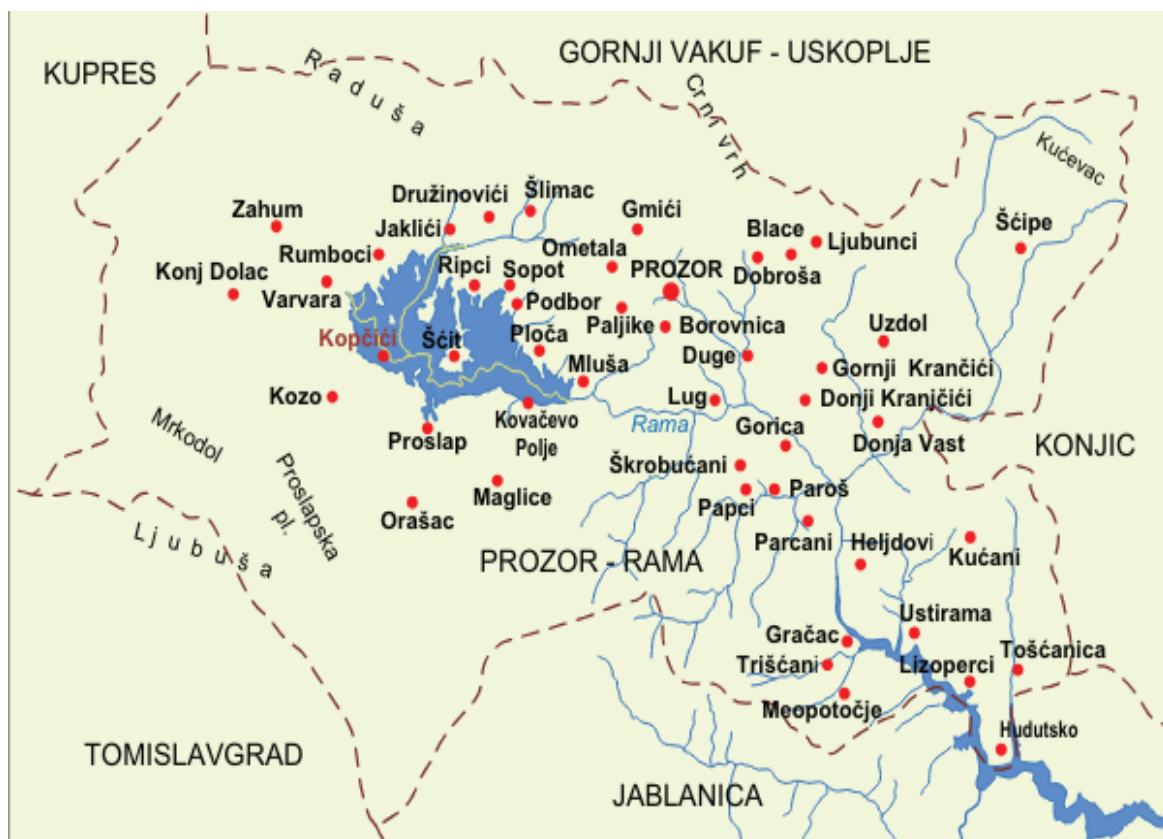 GORNJI VAKUF - USKOPLJE
KUPRES
Raduša
Crni vrh
Kućevac
Družinovići
Šlimac
Zahum
Jaklići
Gmići
Blace
Ljubunci
Šćipe
Rumboci
Ometala
Konj Dolac
Ripci
Sopot
PROZOR
Dobroša
Varvara
Podbor
Paljike
Borovnica
Uzdol
Kopčići
Šćit
Ploča
Duge
Mluša
Gornji Krančići
Kozo
Lug
Donji Kraničići
Mrkodol
Kovačevo
Polje
Rama
Proslap
Gorica
Donja Vast
KONJIC
Proslapska
pl.
Škrobućani
Maglice
Papci
Paroš
Orašac
Ljubuša
Parcani
PROZOR - RAMA
Heljdovi
Kućani
Ustirama
Gračac
Trišćani
Lizoperci
Tošćanica
Meopotočje
Hudutsko
TOMISLAVGRAD
JABLANICA